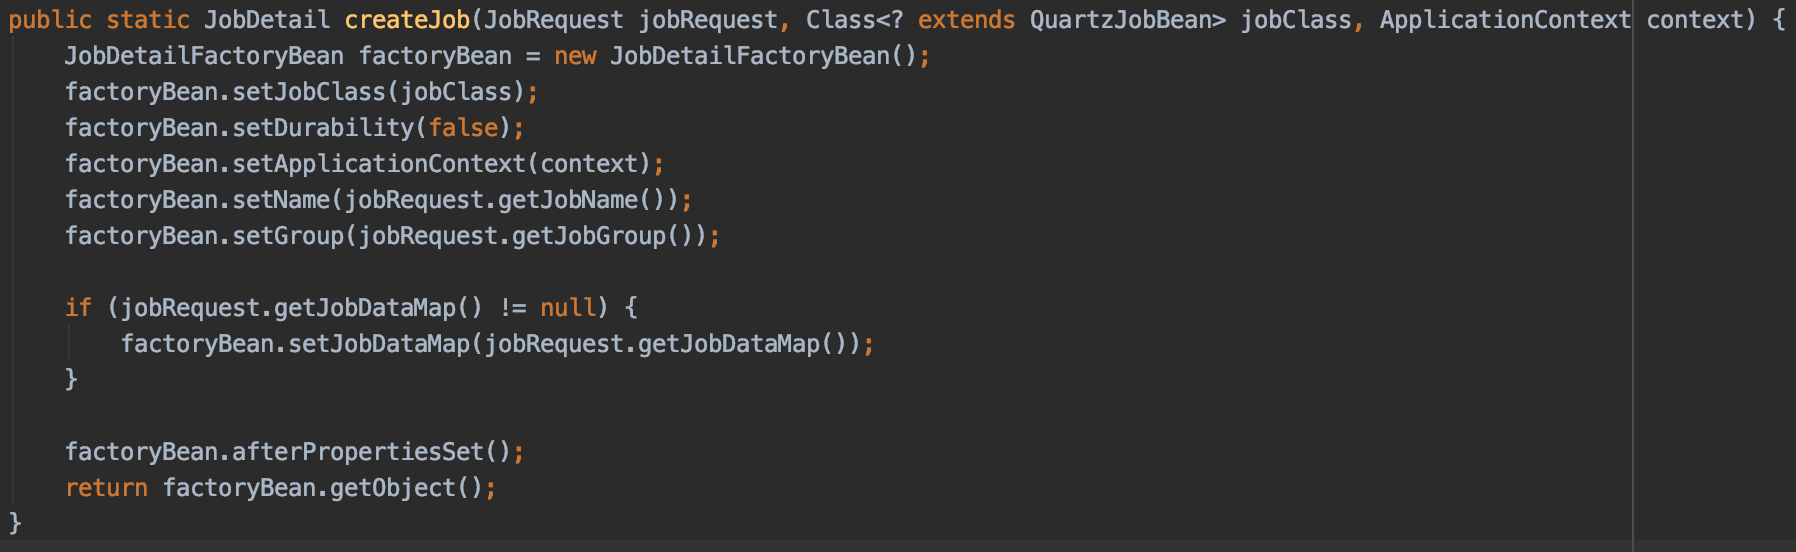 public static JobDetail createJob(JobRequest jobRequest, Class<? extends QuartzJobBean> jobClass, ApplicationContext context) {
    JobDetailFactoryBean factoryBean = new JobDetailFactoryBean();
    factoryBean.setJobClass(jobClass);
    factoryBean.setDurability(false);
    factoryBean.setApplicationContext(context);
    factoryBean.setName(jobRequest.getJobName());
    factoryBean.setGroup(jobRequest.getJobGroup());

    if (jobRequest.getJobDataMap() != null) {
        factoryBean.setJobDataMap(jobRequest.getJobDataMap());
    }

    factoryBean.afterPropertiesSet();
    return factoryBean.getObject();
}